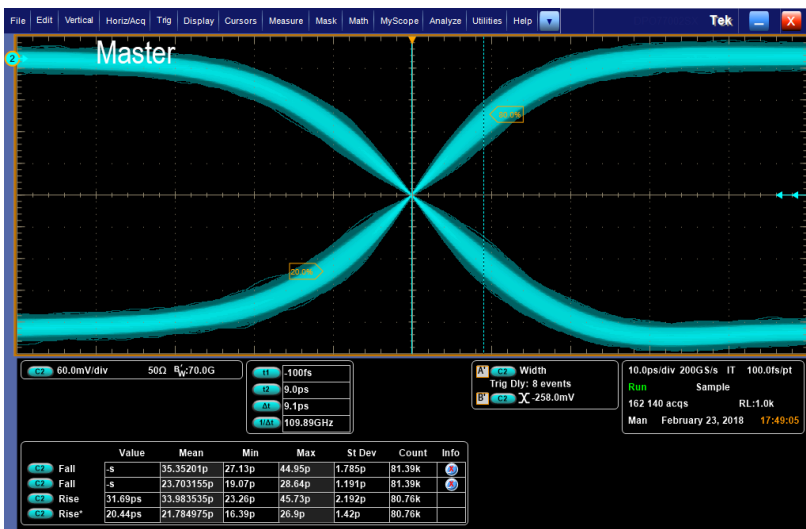 File Edit Vertical Horiz/Acq Trig Display Cursors Measure Mask Math MyScope Analyze Utilities Help Tek X
2 Master
80.0%
20.0%
C2 60.0mV/div 50Ω BW:70.0G
t1 -100fs
t2 9.0ps
Δt 9.1ps
1/Δt 109.89GHz
A' C2 Width
Trig Dly: 8 events
B' C2 -258.0mV
10.0ps/div 200GS/s IT 100.0fs/pt
Run Sample
162 140 acqs RL:1.0k
Man February 23, 2018 17:49:05
Value Mean Min Max St Dev Count Info
C2 Fall -s 35.35201p 27.13p 44.95p 1.785p 81.39k
C2 Fall -s 23.703155p 19.07p 28.64p 1.191p 81.39k
C2 Rise 31.69ps 33.983535p 23.26p 45.73p 2.192p 80.76k
C2 Rise* 20.44ps 21.784975p 16.39p 26.9p 1.42p 80.76k